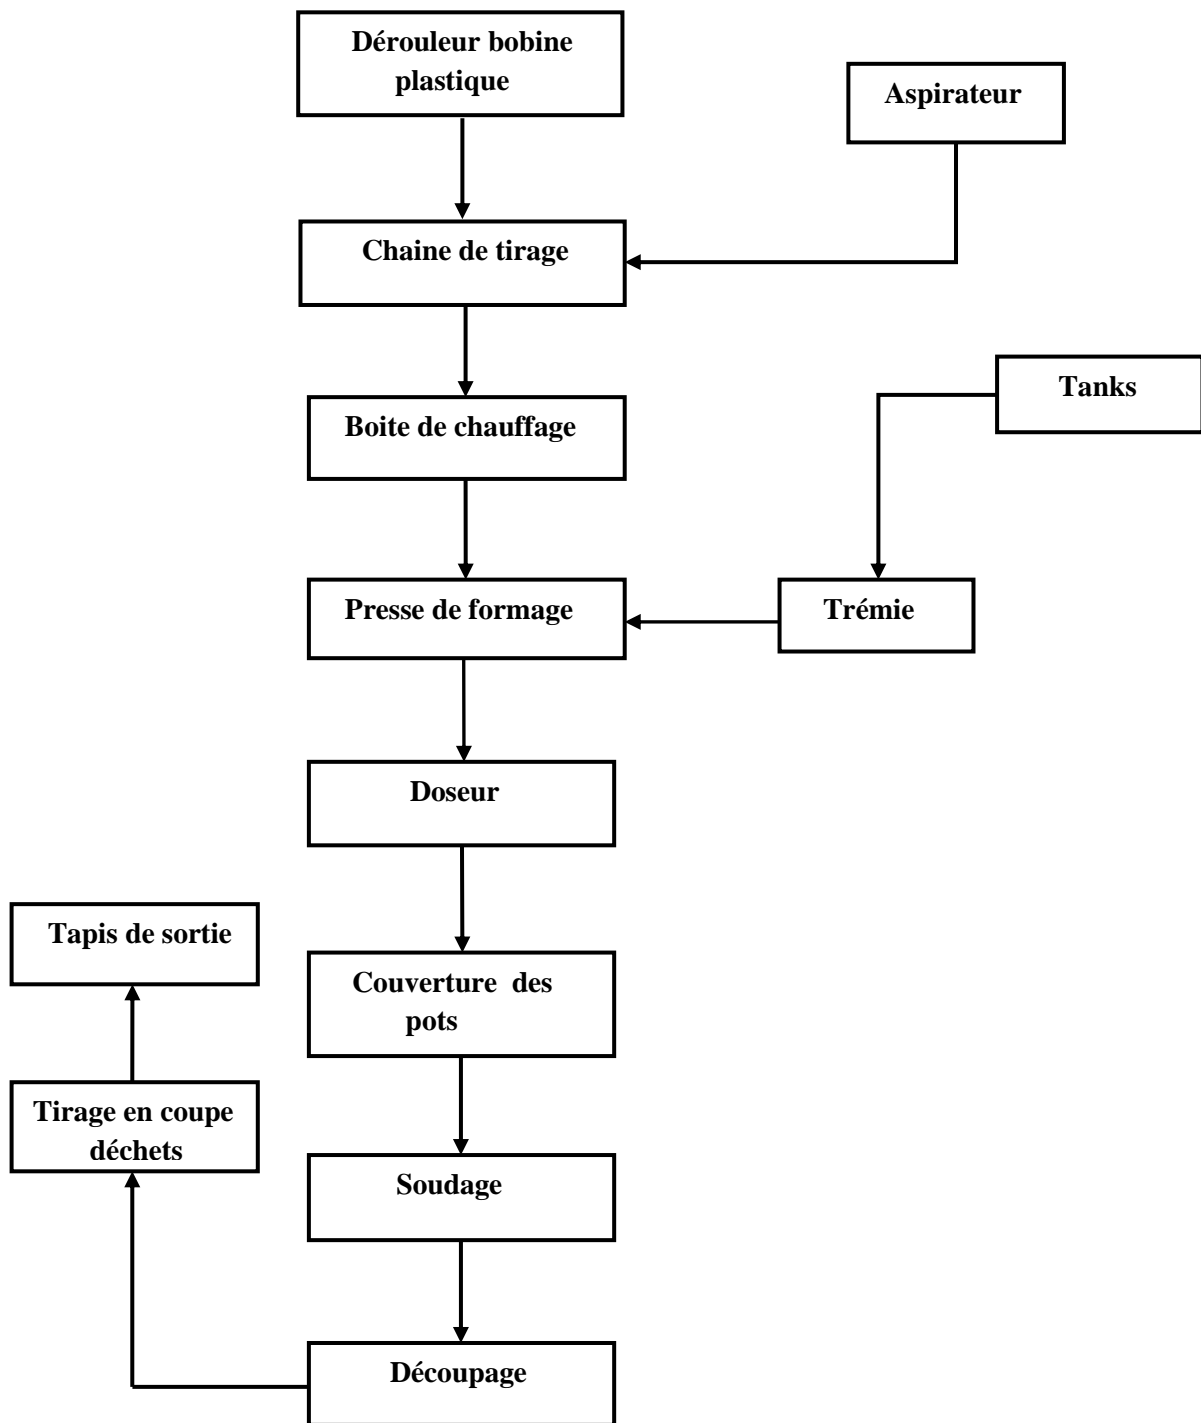 Dérouleur bobine
plastique
Aspirateur
Chaine de tirage
Tanks
Boite de chauffage
Presse de formage
Trémie
Doseur
Tapis de sortie
Couverture des
pots
Tirage en coupe
déchets
Soudage
Découpage